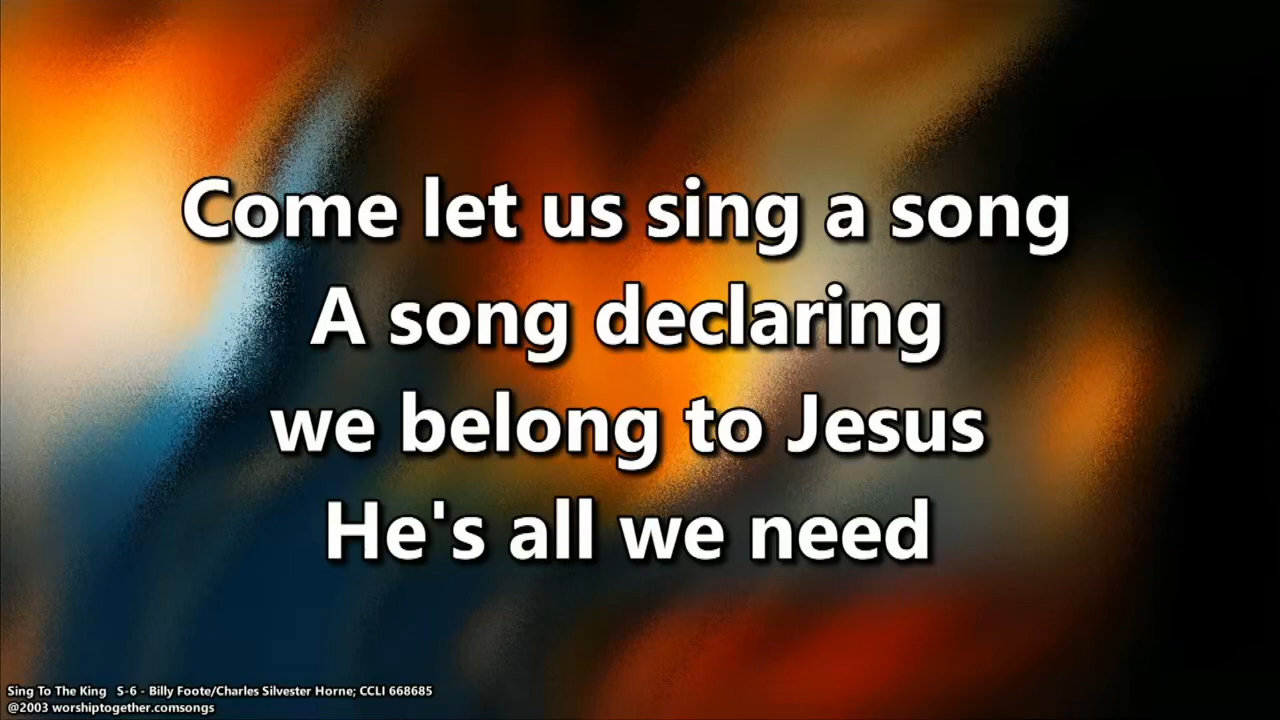 Come let us sing a song
A song declaring
we belong to Jesus
He's all we need
Sing To The King   S-6 - Billy Foote/Charles Silvester Horne; CCLI 668685
@2003 worshiptogether.comsongs